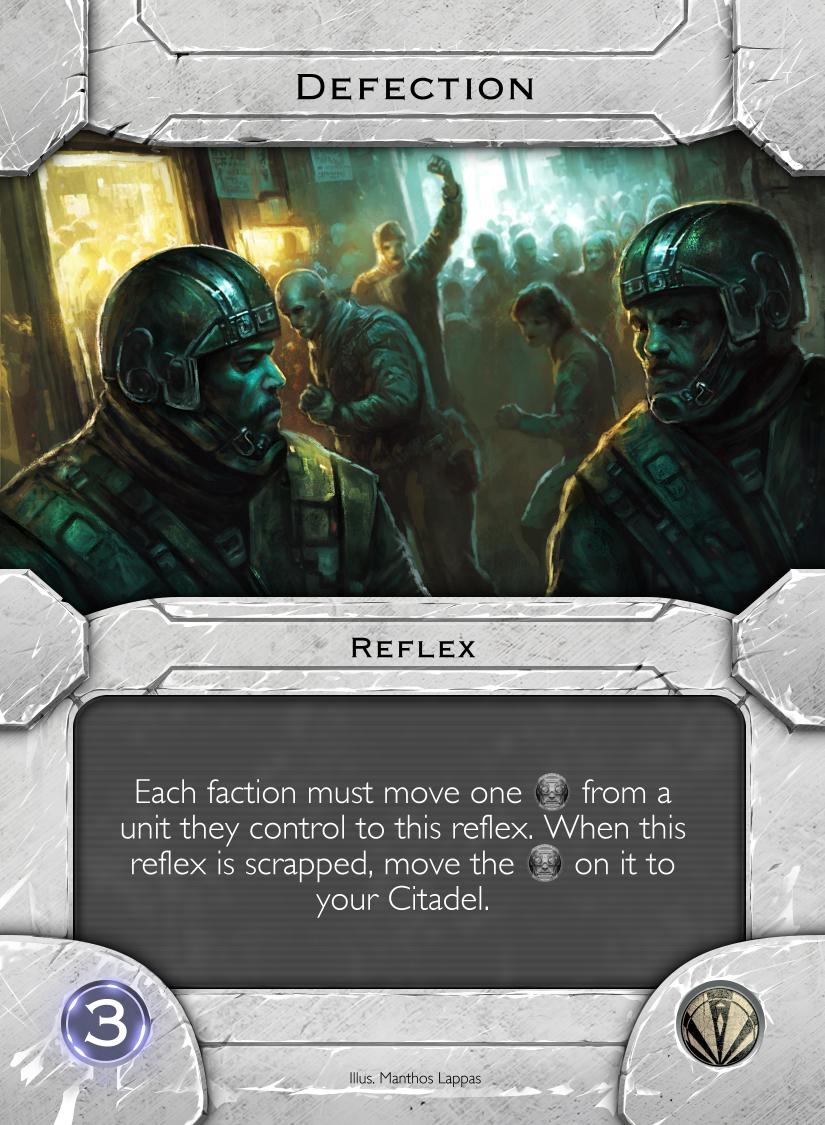 Defection
Reflex
Each faction must move one from a
unit they control to this reflex. When this
reflex is scrapped, move the on it to
your Citadel.
3
Illus. Manthos Lappas